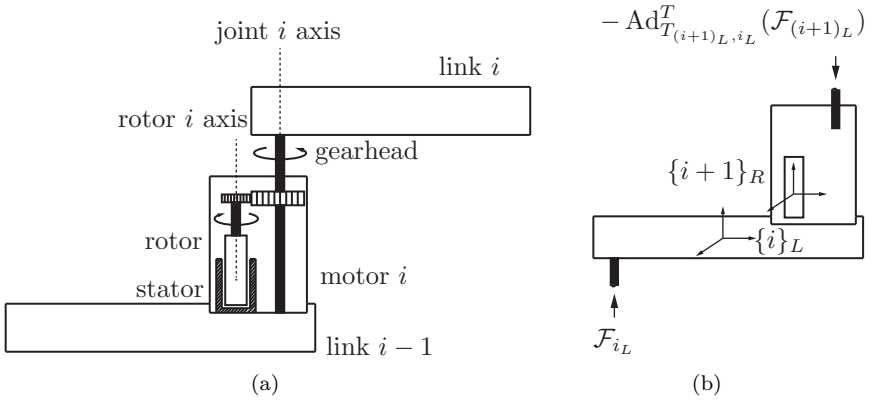 joint i axis
link i
rotor i axis
gearhead
rotor
stator
motor i
link i − 1
(a)
− Ad^T_{T_{(i+1)_L, i_L}}(F_{(i+1)_L})
{i + 1}_R
{i}_L
F_{i_L}
(b)